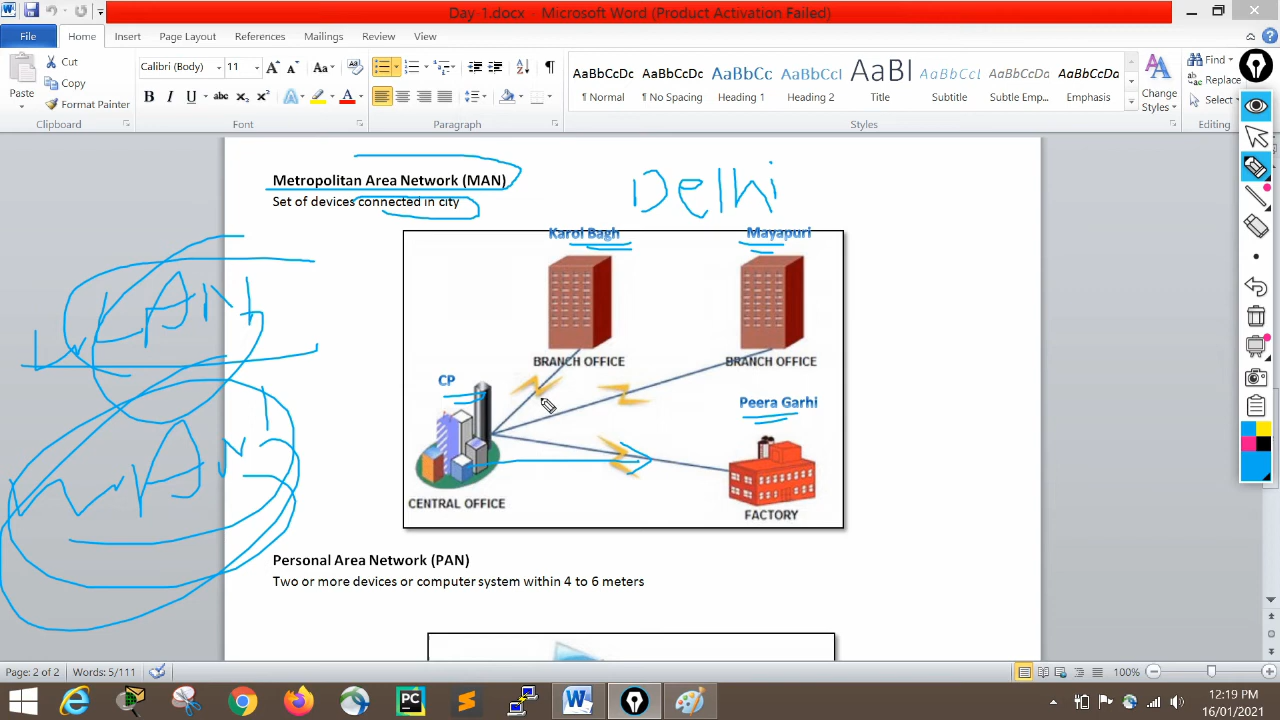 Day-1.docx - Microsoft Word (Product Activation Failed)
File Home Insert Page Layout References Mailings Review View
Cut
Copy
Format Painter
Paste
Clipboard
Calibri (Body) 11
Font
Paragraph
AaBbCcDc AaBbCcDc AaBbCc AaBbCcI AaBI AaBbCcL AaBbCcDc AaBbCcDc
¶ Normal ¶ No Spacing Heading 1 Heading 2 Title Subtitle Subtle Emp... Emphasis
Styles
Change
Styles
Find
Replace
Select
Editing
Metropolitan Area Network (MAN)
Set of devices connected in city
Delhi
Karol Bagh
Mayapuri
BRANCH OFFICE
BRANCH OFFICE
CP
Peera Garhi
CENTRAL OFFICE
FACTORY
LAN
WAN
Personal Area Network (PAN)
Two or more devices or computer system within 4 to 6 meters
Page: 2 of 2 Words: 5/111
100%
12:19 PM
16/01/2021